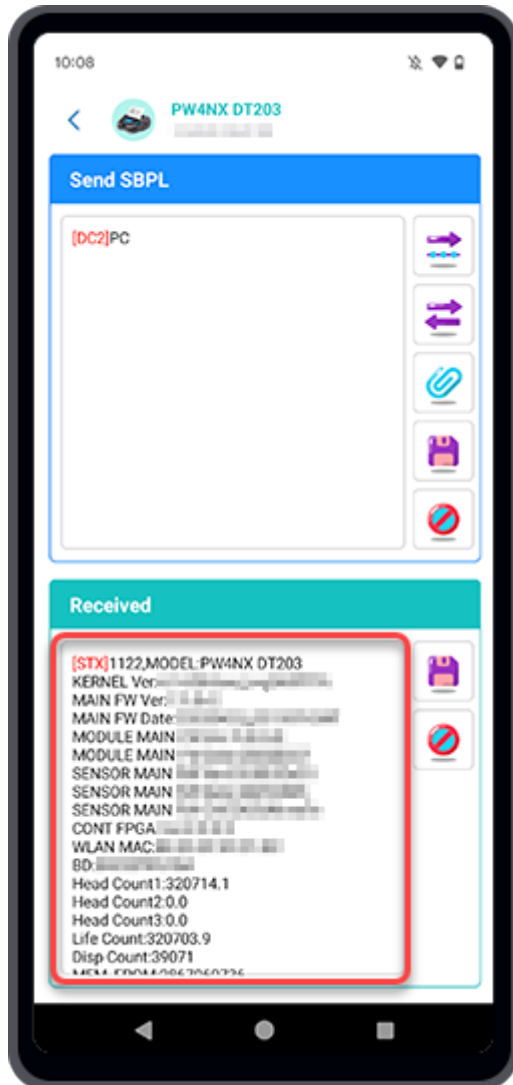 10:08
PW4NX DT203
Send SBPL
[DC2]PC
Received
[STX]1122,MODEL:PW4NX DT203
KERNEL Ver:
MAIN FW Ver:
MAIN FW Date:
MODULE MAIN
MODULE MAIN
SENSOR MAIN
SENSOR MAIN
SENSOR MAIN
CONT FPGA:
WLAN MAC:
BD:
Head Count1:320714.1
Head Count2:0.0
Head Count3:0.0
Life Count:320703.9
Disp Count:39071